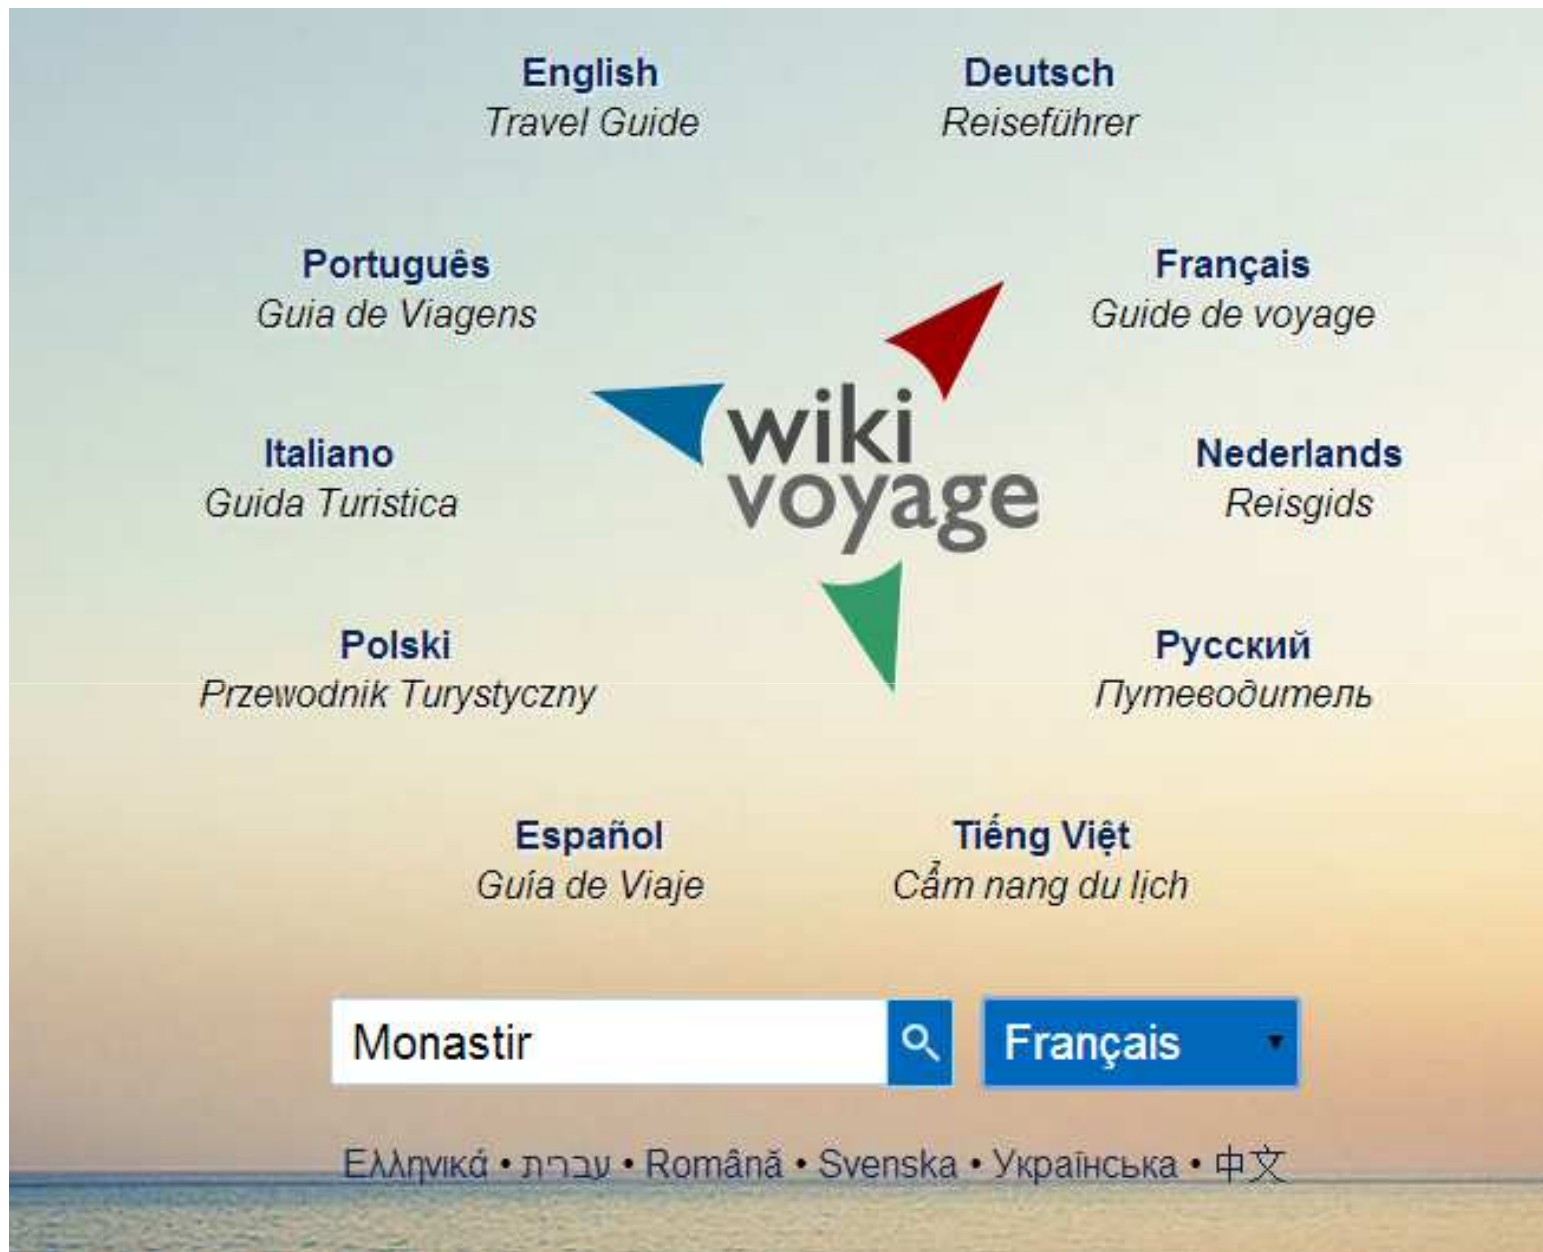 English
Travel Guide
Deutsch
Reiseführer
Português
Guia de Viagens
Français
Guide de voyage
wiki
voyage
Italiano
Guida Turistica
Nederlands
Reisgids
Polski
Przewodnik Turystyczny
Русский
Путеводитель
Español
Guía de Viaje
Tiếng Việt
Cẩm nang du lịch
Monastir
Français
Ελληνικά • עברית • Română • Svenska • Українська • 中文